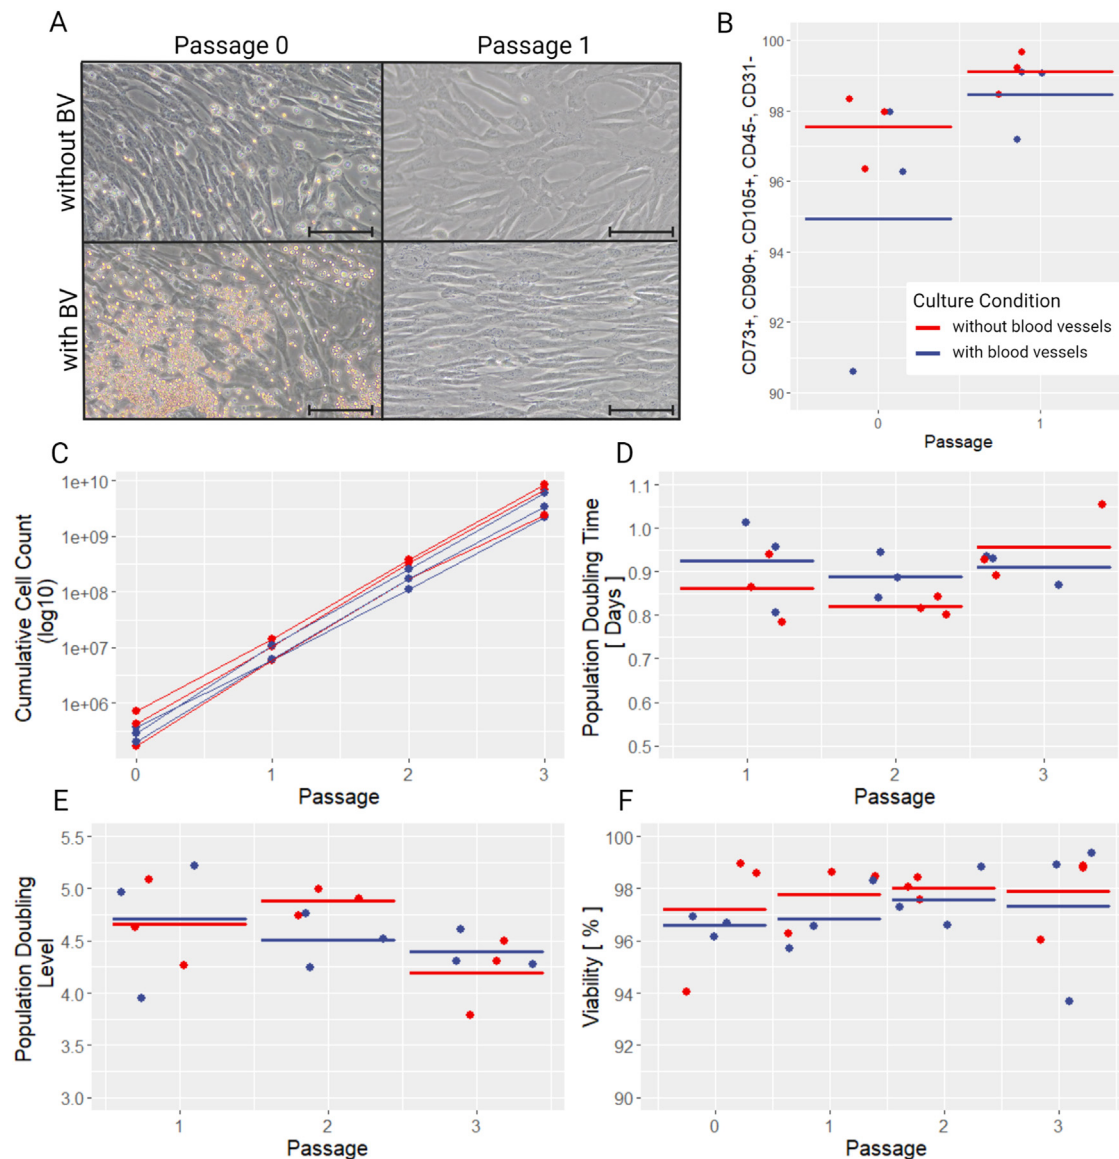 A
Passage 0
Passage 1
without BV
with BV
B
100
98
96
94
92
90
CD73+, CD90+, CD105+, CD45-, CD31-
0
1
Passage
Culture Condition
without blood vessels
with blood vessels
C
1e+10
1e+09
1e+08
1e+07
1e+06
Cumulative Cell Count
(log10)
0
1
2
3
Passage
D
1.1
1.0
0.9
0.8
0.7
0.6
0.5
Population Doubling Time
[ Days ]
1
2
3
Passage
E
5.5
5.0
4.5
4.0
3.5
3.0
Population Doubling
Level
1
2
3
Passage
F
100
98
96
94
92
90
Viability [ % ]
0
1
2
3
Passage